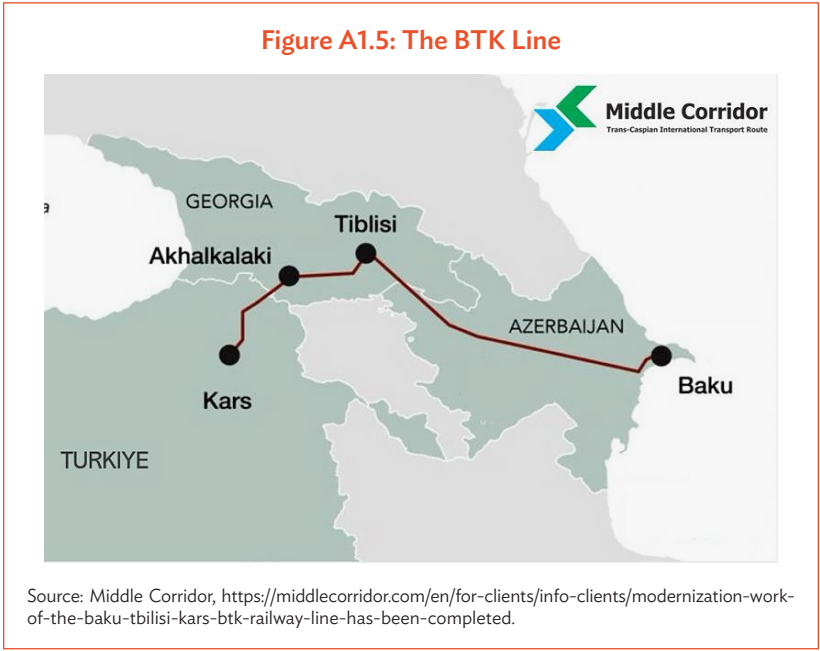 Figure A1.5: The BTK Line
Middle Corridor
Trans-Caspian International Transport Route
a
GEORGIA
Tiblisi
Akhalkalaki
AZERBAIJAN
Baku
Kars
TURKIYE
Source: Middle Corridor, https://middlecorridor.com/en/for-clients/info-clients/modernization-work-
of-the-baku-tbilisi-kars-btk-railway-line-has-been-completed.